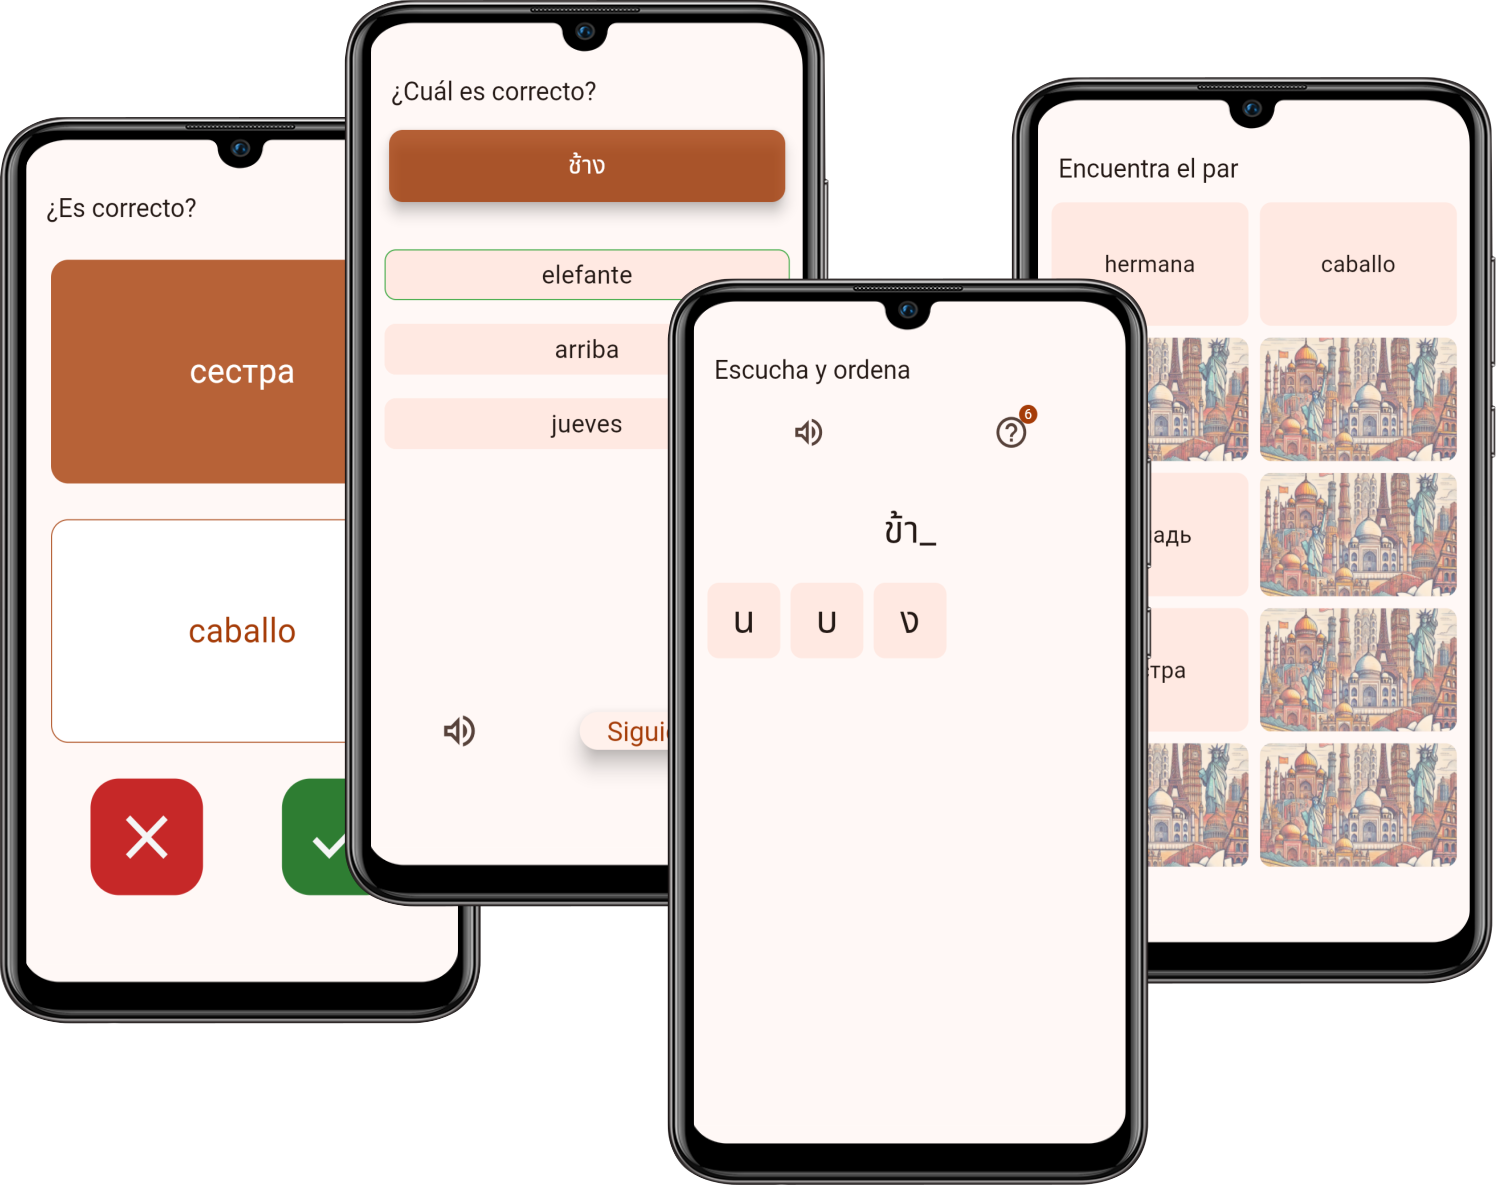 ¿Es correcto?
сестра
caballo
¿Cuál es correcto?
ช้าง
elefante
arriba
jueves
Sigui
Escucha y ordena
6
ข้า_
น บ ง
Encuentra el par
hermana caballo
адь
тра